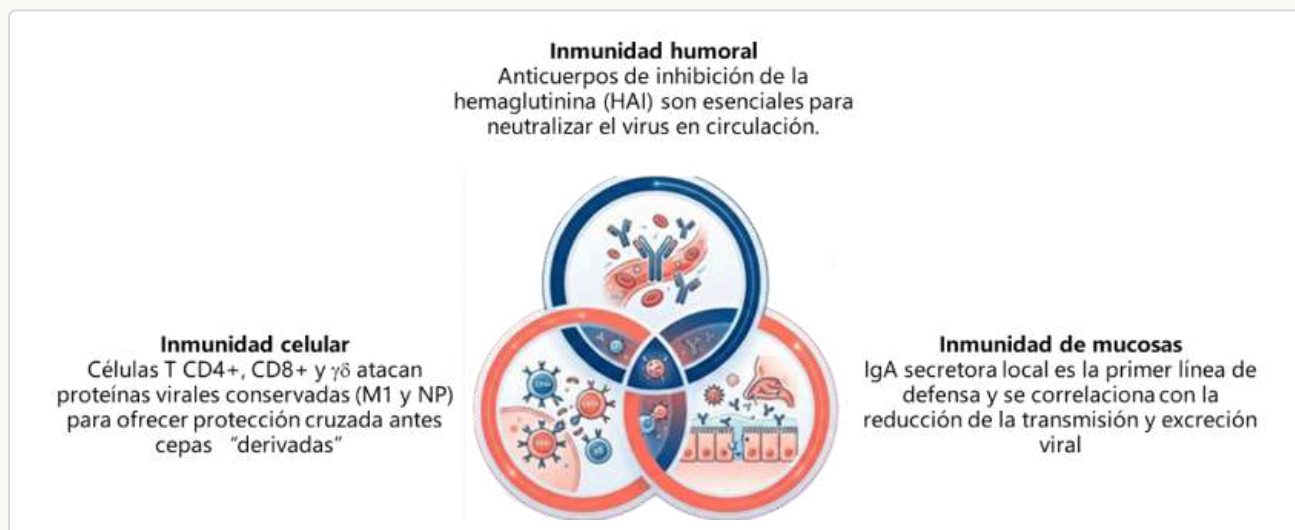 Inmunidad humoral
Anticuerpos de inhibición de la
hemaglutinina (HAI) son esenciales para
neutralizar el virus en circulación.
Inmunidad celular
Células T CD4+, CD8+ y γδ atacan
proteínas virales conservadas (M1 y NP)
para ofrecer protección cruzada antes
cepas “derivadas”
Inmunidad de mucosas
IgA secretora local es la primer línea de
defensa y se correlaciona con la
reducción de la transmisión y excreción
viral